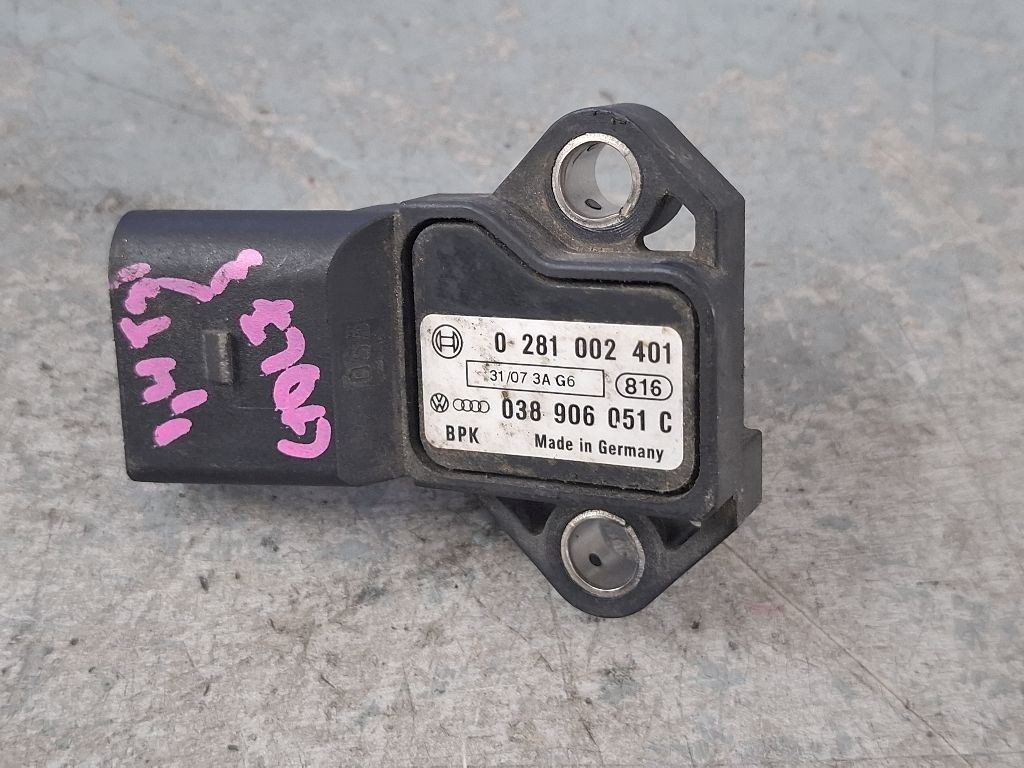 0 281 002 401
31/07 3A G6
816
038 906 051 C
BPK Made in Germany